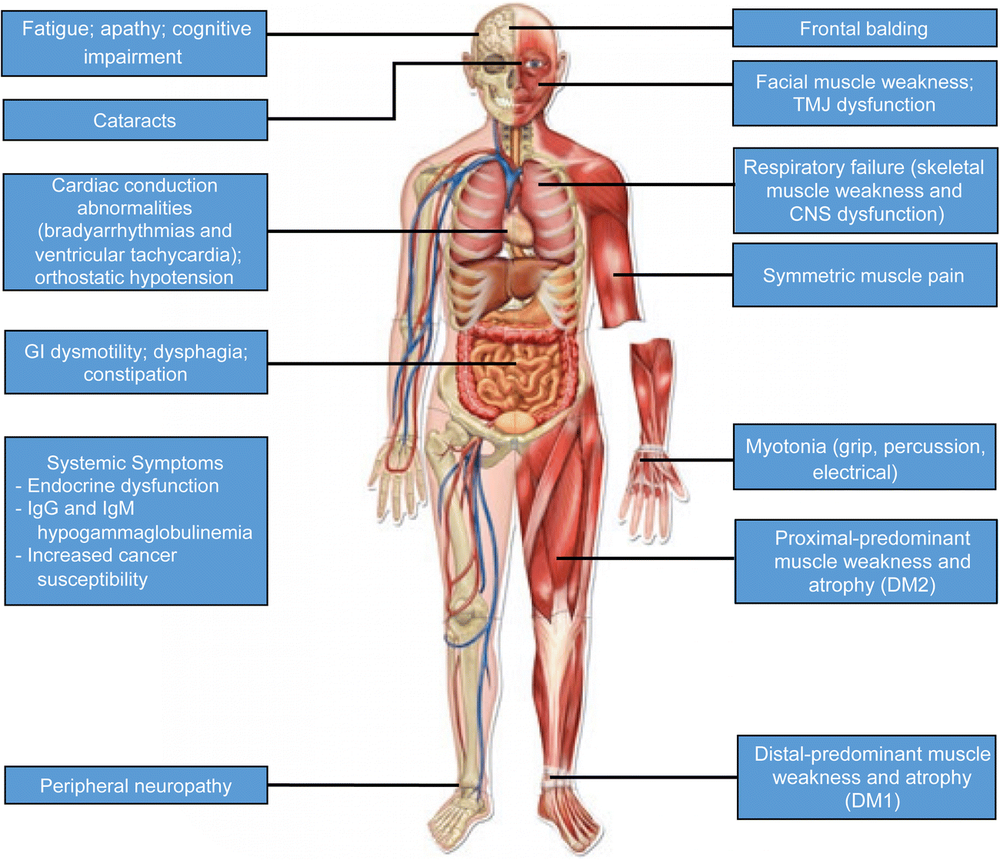 Fatigue; apathy; cognitive
impairment
Cataracts
Cardiac conduction
abnormalities
(bradyarrhythmias and
ventricular tachycardia);
orthostatic hypotension
GI dysmotility; dysphagia;
constipation
Systemic Symptoms
- Endocrine dysfunction
- IgG and IgM
hypogammaglobulinemia
- Increased cancer
susceptibility
Peripheral neuropathy
Frontal balding
Facial muscle weakness;
TMJ dysfunction
Respiratory failure (skeletal
muscle weakness and
CNS dysfunction)
Symmetric muscle pain
Myotonia (grip, percussion,
electrical)
Proximal-predominant
muscle weakness and
atrophy (DM2)
Distal-predominant muscle
weakness and atrophy
(DM1)